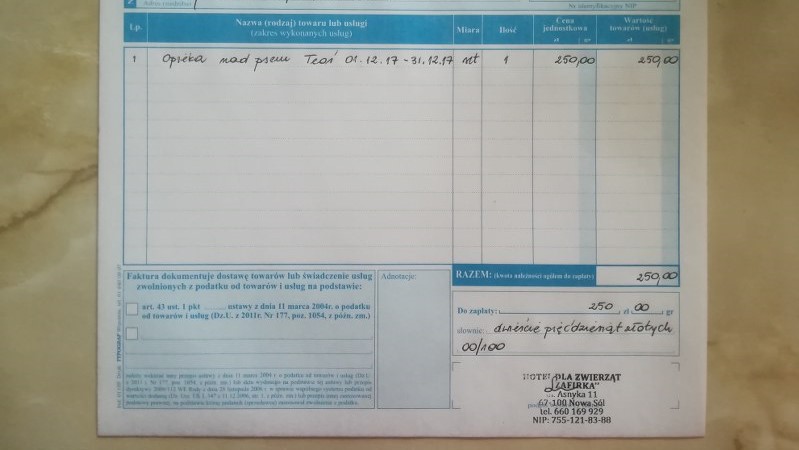 Nr identyfikacyjny NIP
Lp.
Nazwa (rodzaj) towaru lub usługi
(zakres wykonanych usług)
Miara
Ilość
Cena
jednostkowa
zł gr
Wartość
towarów (usług)
zł gr
1 Opieka nad psem Teoś 01.12.17 - 31.12.17 szt 1 250,00 250,00
Faktura dokumentuje dostawę towarów lub świadczenie usług
zwolnionych z podatku od towarów i usług na podstawie:
art. 43 ust. 1 pkt ustawy z dnia 11 marca 2004r. o podatku
od towarów i usług (Dz.U. z 2011r. Nr 177, poz. 1054, z późn. zm.)
Adnotacje:
RAZEM: (kwota należności ogółem do zapłaty) 250,00
Do zapłaty: 250 zł 00 gr
słownie: dwieście pięćdziesiąt złotych
00/100
HOTEL DLA ZWIERZĄT
"SZAFIRKA"
ul. Asnyka 11
67-100 Nowa Sól
tel. 660 169 929
NIP: 755-121-83-88